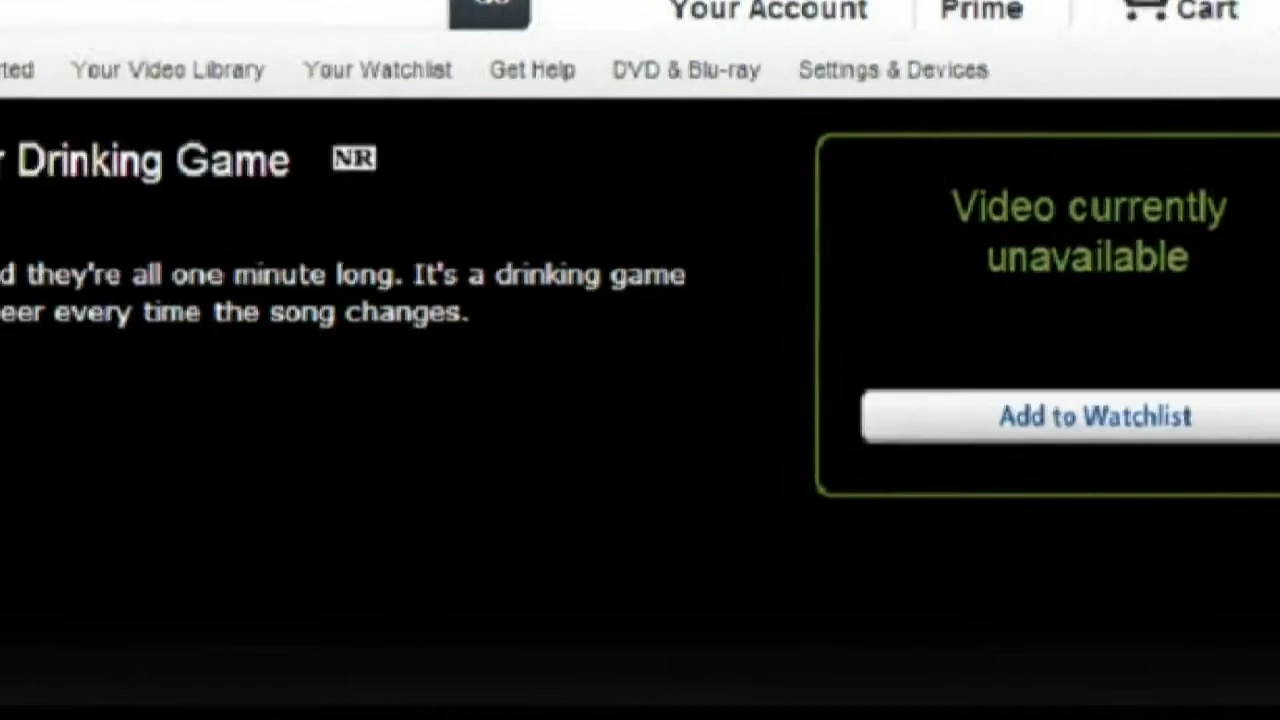 Your Account Prime Cart
Your Video Library Your Watchlist Get Help DVD & Blu-ray Settings & Devices
Drinking Game NR
Video currently
unavailable
d they're all one minute long. It's a drinking game
eer every time the song changes.
Add to Watchlist